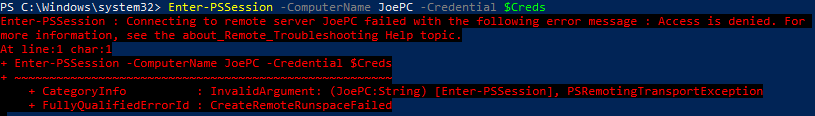 PS C:\Windows\system32> Enter-PSSession -ComputerName JoePC -Credential $Creds
Enter-PSSession : Connecting to remote server JoePC failed with the following error message : Access is denied. For
more information, see the about_Remote_Troubleshooting Help topic.
At line:1 char:1
+ Enter-PSSession -ComputerName JoePC -Credential $Creds
+ ~~~~~~~~~~~~~~~~~~~~~~~~~~~~~~~~~~~~~~~~~~~~~~~~~~~~~~
+ CategoryInfo : InvalidArgument: (JoePC:String) [Enter-PSSession], PSRemotingTransportException
+ FullyQualifiedErrorId : CreateRemoteRunspaceFailed